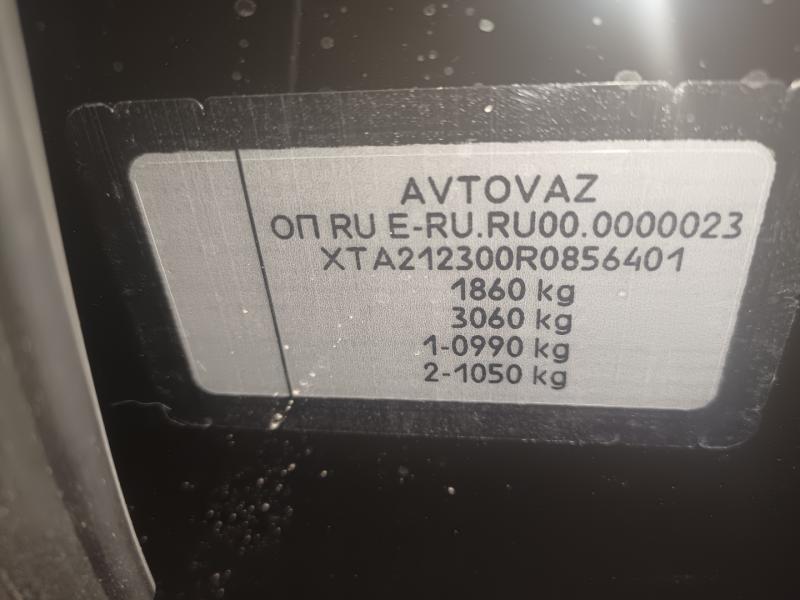 AVTOVAZ
ОП RU E-RU.RU00.0000023
XTA212300R0856401
1860 kg
3060 kg
1-0990 kg
2-1050 kg